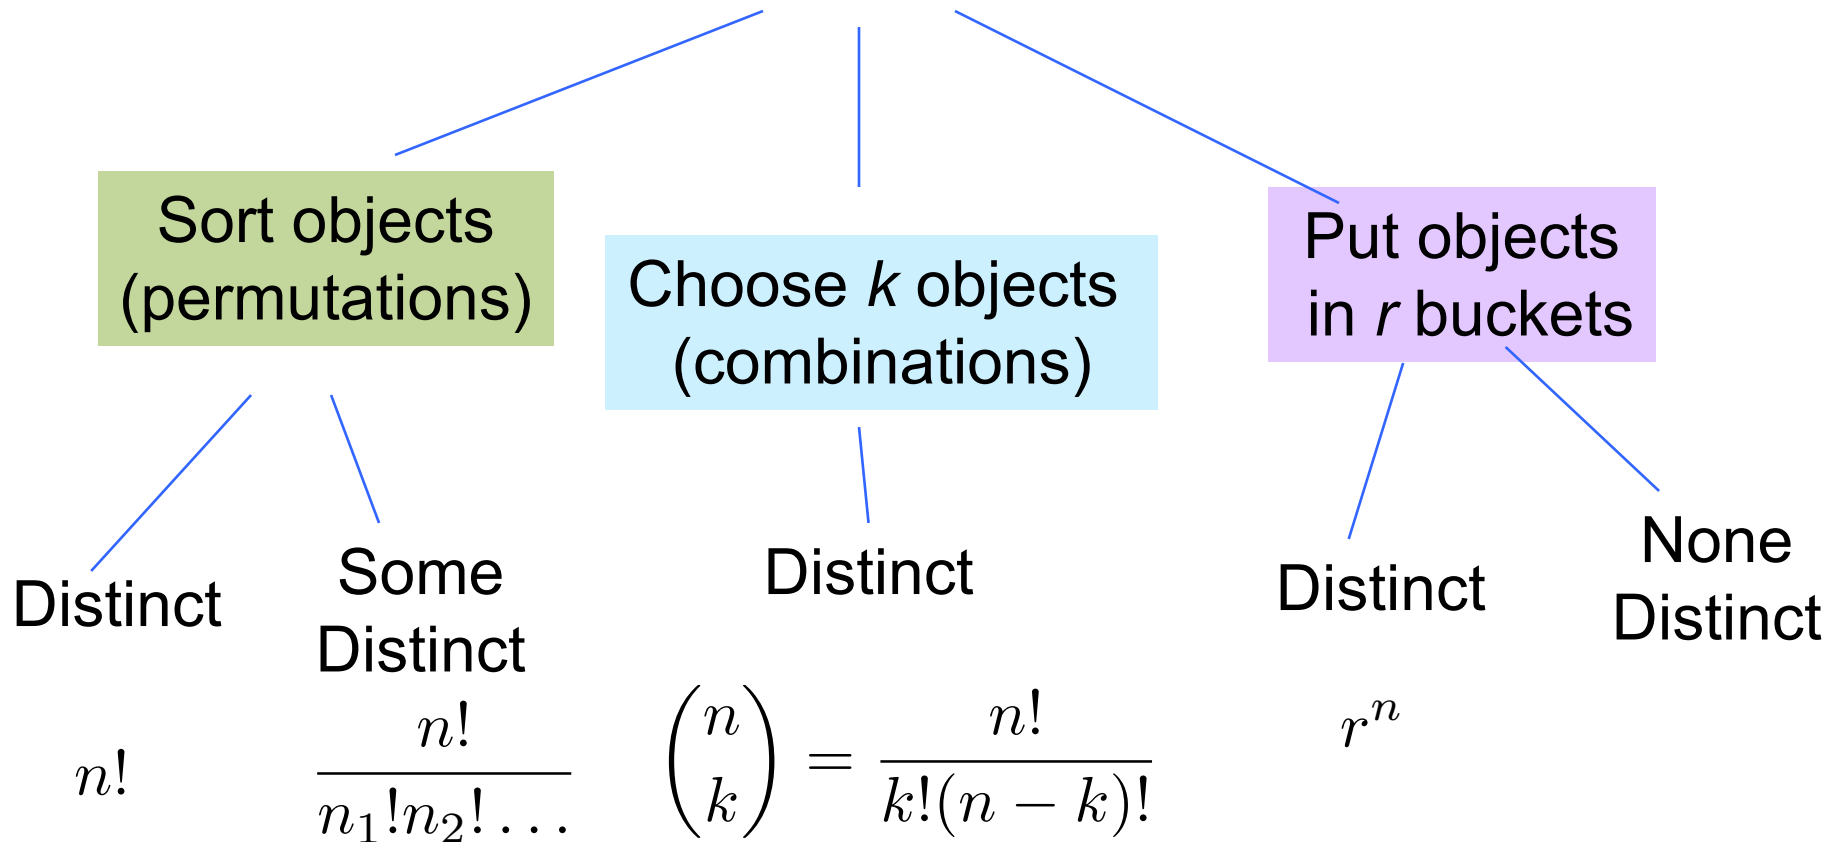 Sort objects
(permutations)
Choose k objects
(combinations)
Put objects
in r buckets
Distinct
Some
Distinct
Distinct
Distinct
None
Distinct
n!
n!
n₁!n₂!...
(n k) = n! / k!(n − k)!
rⁿ